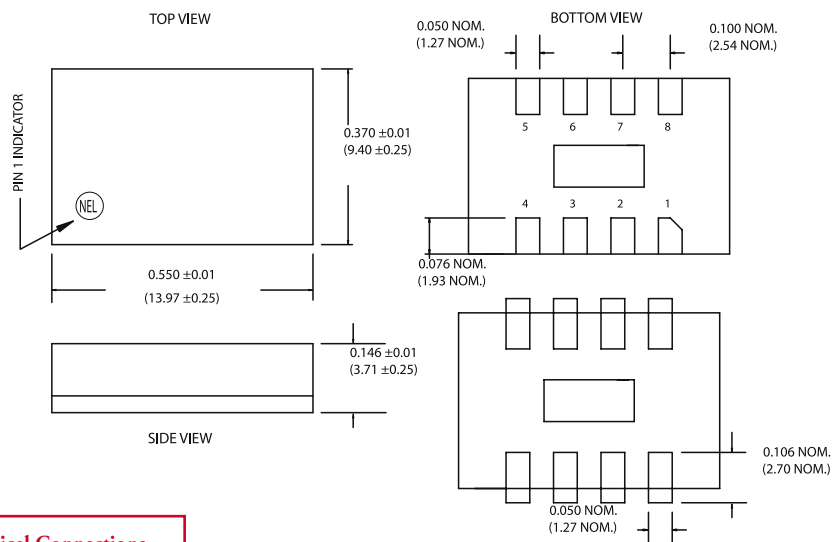 TOP VIEW
PIN 1 INDICATOR
NEL
0.370 ±0.01
(9.40 ±0.25)
0.550 ±0.01
(13.97 ±0.25)
0.146 ±0.01
(3.71 ±0.25)
SIDE VIEW
BOTTOM VIEW
0.050 NOM.
(1.27 NOM.)
0.100 NOM.
(2.54 NOM.)
5 6 7 8
4 3 2 1
0.076 NOM.
(1.93 NOM.)
0.106 NOM.
(2.70 NOM.)
0.050 NOM.
(1.27 NOM.)